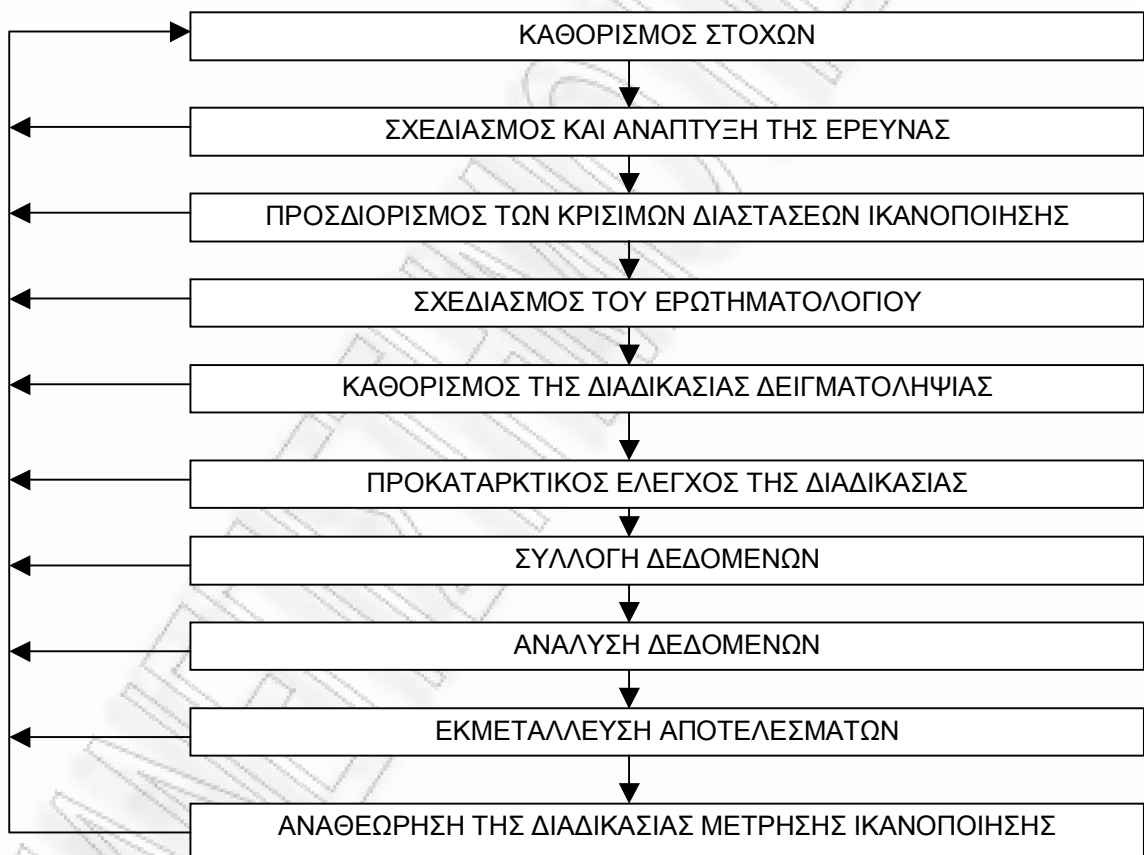 ΚΑΘΟΡΙΣΜΟΣ ΣΤΟΧΩΝ
ΣΧΕΔΙΑΣΜΟΣ ΚΑΙ ΑΝΑΠΤΥΞΗ ΤΗΣ ΕΡΕΥΝΑΣ
ΠΡΟΣΔΙΟΡΙΣΜΟΣ ΤΩΝ ΚΡΙΣΙΜΩΝ ΔΙΑΣΤΑΣΕΩΝ ΙΚΑΝΟΠΟΙΗΣΗΣ
ΣΧΕΔΙΑΣΜΟΣ ΤΟΥ ΕΡΩΤΗΜΑΤΟΛΟΓΙΟΥ
ΚΑΘΟΡΙΣΜΟΣ ΤΗΣ ΔΙΑΔΙΚΑΣΙΑΣ ΔΕΙΓΜΑΤΟΛΗΨΙΑΣ
ΠΡΟΚΑΤΑΡΚΤΙΚΟΣ ΕΛΕΓΧΟΣ ΤΗΣ ΔΙΑΔΙΚΑΣΙΑΣ
ΣΥΛΛΟΓΗ ΔΕΔΟΜΕΝΩΝ
ΑΝΑΛΥΣΗ ΔΕΔΟΜΕΝΩΝ
ΕΚΜΕΤΑΛΛΕΥΣΗ ΑΠΟΤΕΛΕΣΜΑΤΩΝ
ΑΝΑΘΕΩΡΗΣΗ ΤΗΣ ΔΙΑΔΙΚΑΣΙΑΣ ΜΕΤΡΗΣΗΣ ΙΚΑΝΟΠΟΙΗΣΗΣ